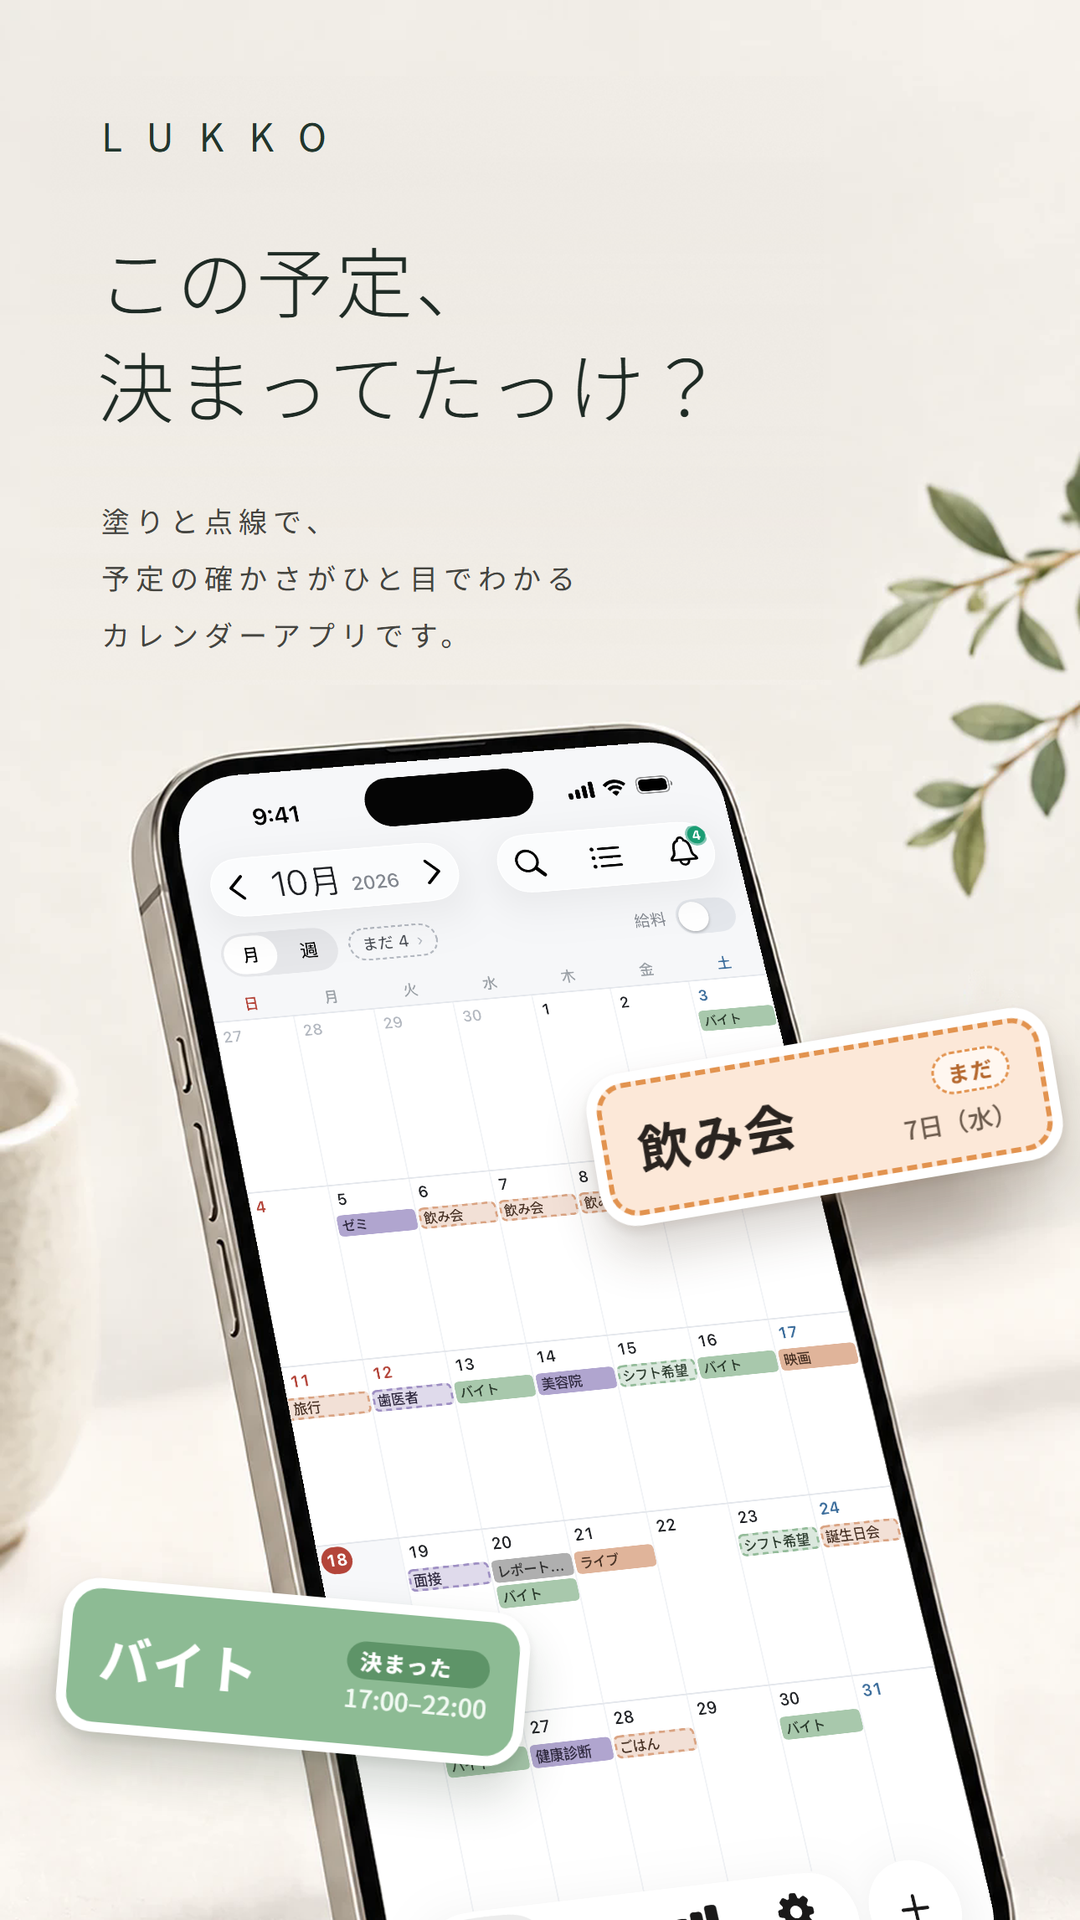 LUKKO
この予定、
決まってたっけ？
塗りと点線で、
予定の確かさがひと目でわかる
カレンダーアプリです。
9:41
10月 2026
4
月 週 まだ 4 ›
給料
日 月 火 水 木 金 土
27 28 29 30 1 2 3
バイト
まだ
飲み会
7日（水）
4 5 6 7 8
ゼミ 飲み会 飲み会
11 12 13 14 15 16 17
旅行 歯医者 バイト 美容院 シフト希望 バイト 映画
18 19 20 21 22 23 24
面接 レポート… ライブ シフト希望 誕生日会
バイト
バイト
決まった
17:00–22:00
27 28 29 30 31
健康診断 ごはん バイト